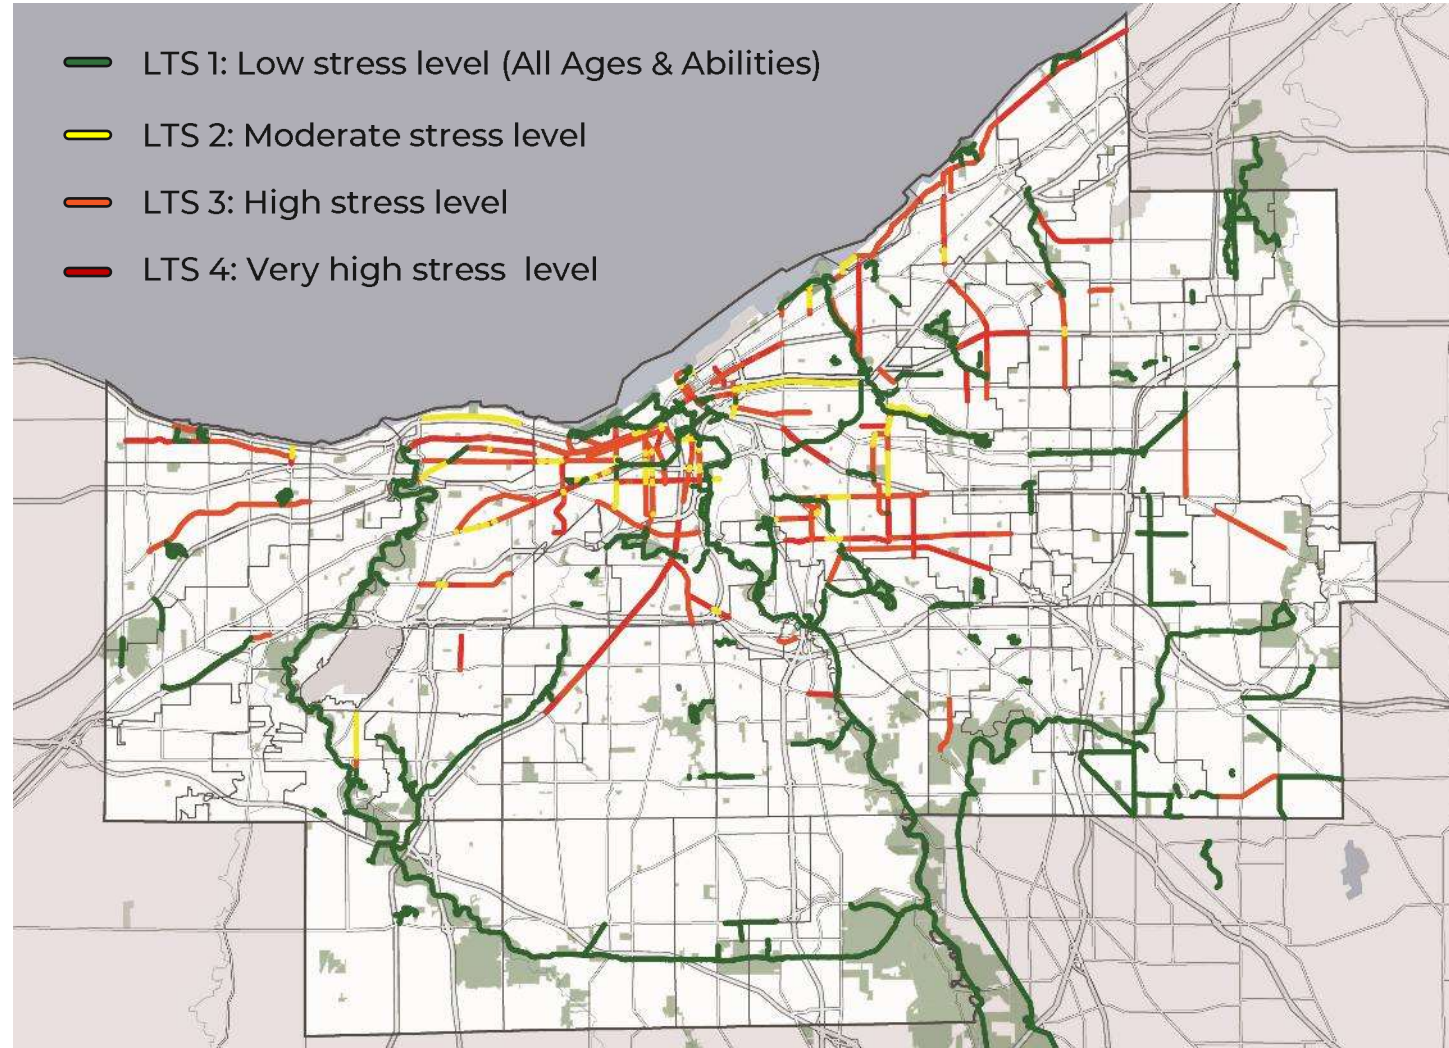 LTS 1: Low stress level (All Ages & Abilities)
LTS 2: Moderate stress level
LTS 3: High stress level
LTS 4: Very high stress level